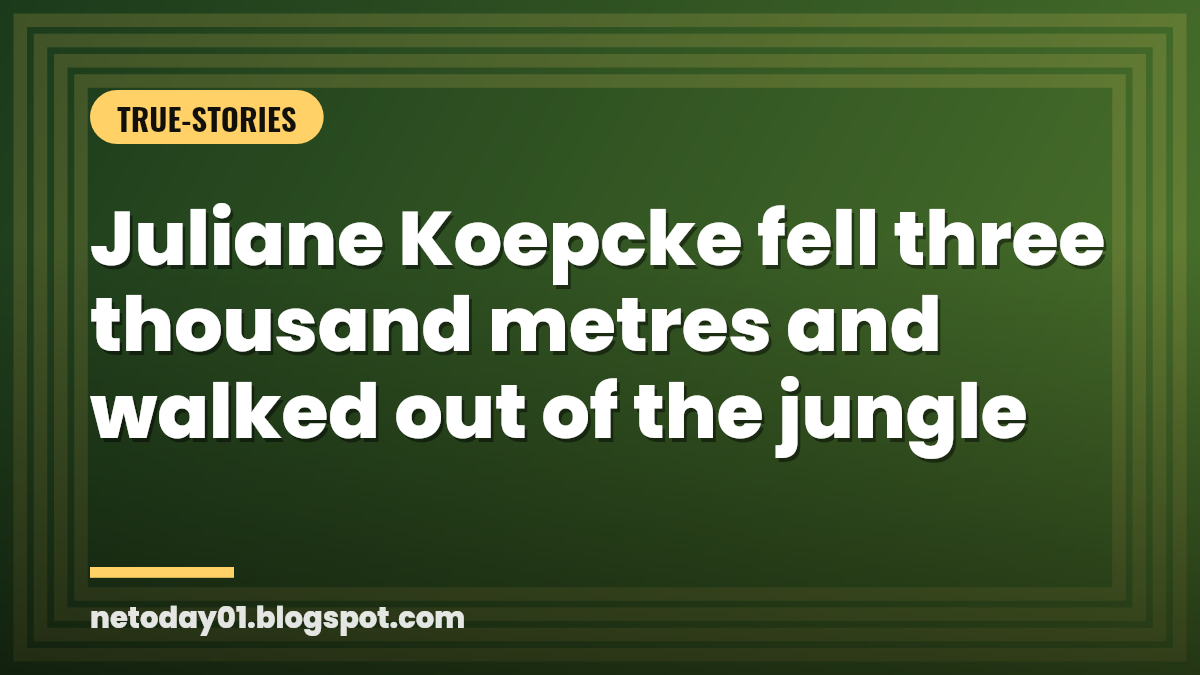 TRUE-STORIES
Juliane Koepcke fell three
thousand metres and
walked out of the jungle
netoday01.blogspot.com